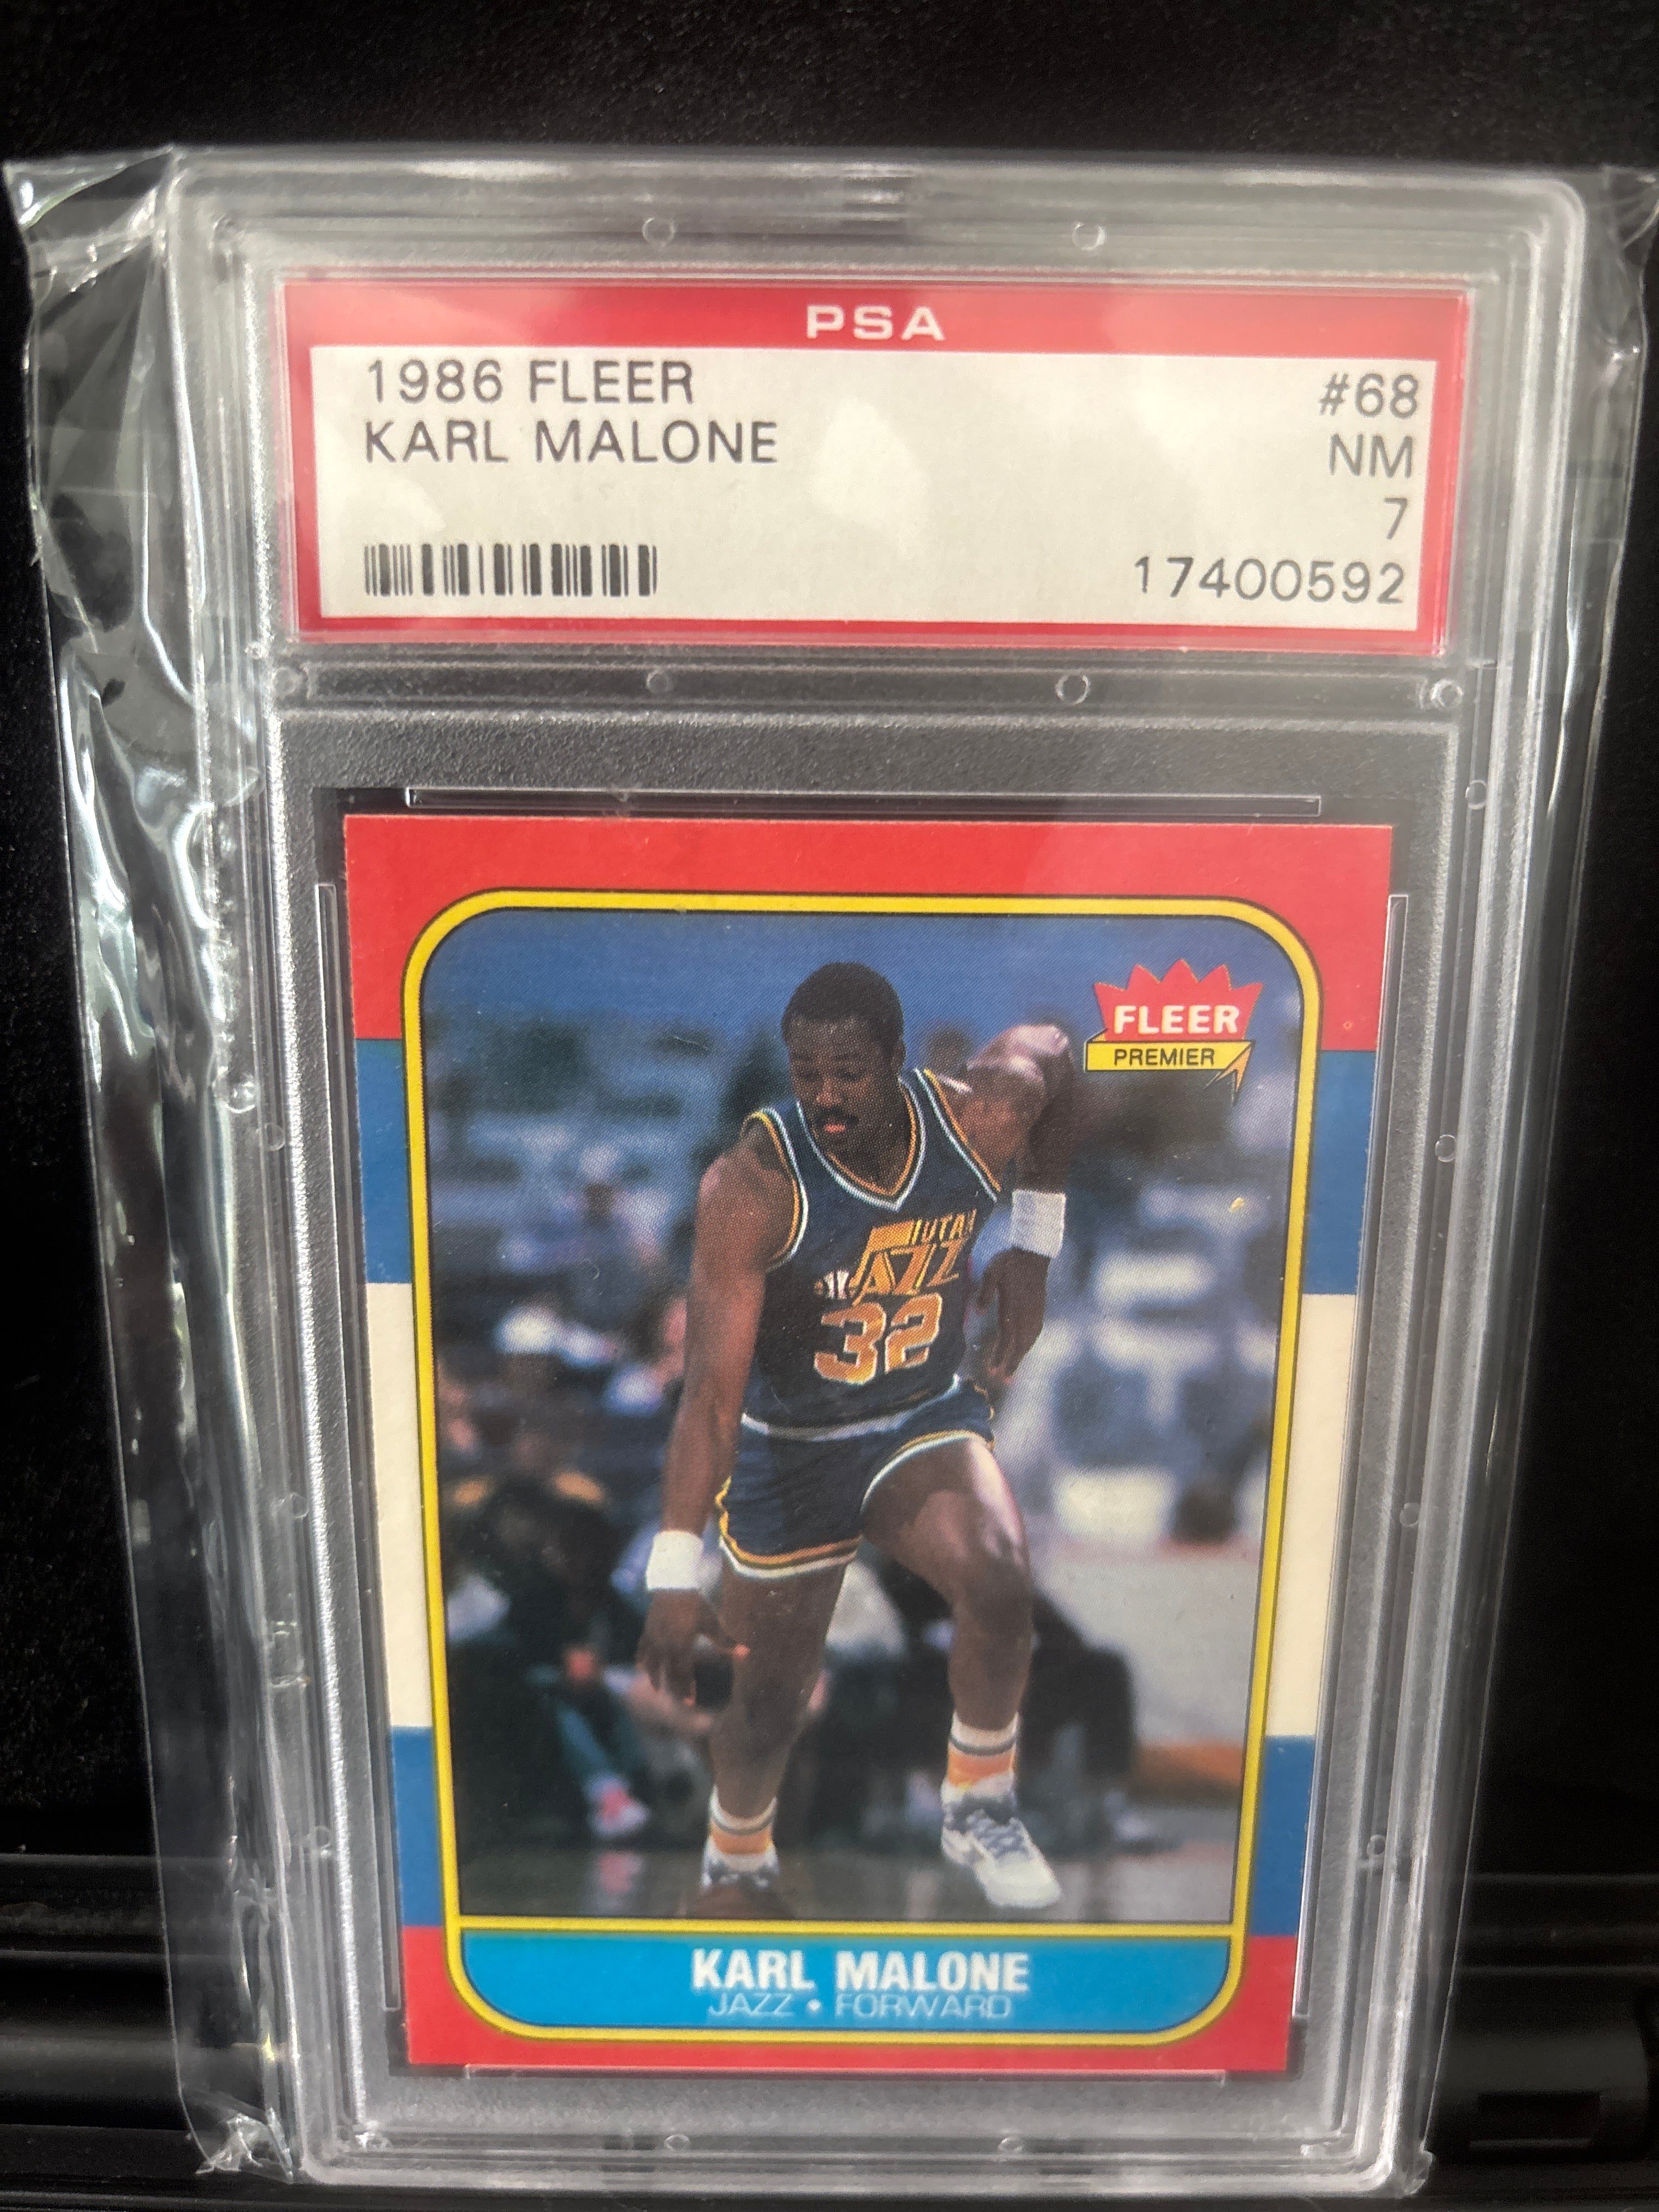 PSA
1986 FLEER #68
KARL MALONE NM
7
17400592
FLEER
PREMIER
UTAH
JAZZ
32
KARL MALONE
JAZZ • FORWARD